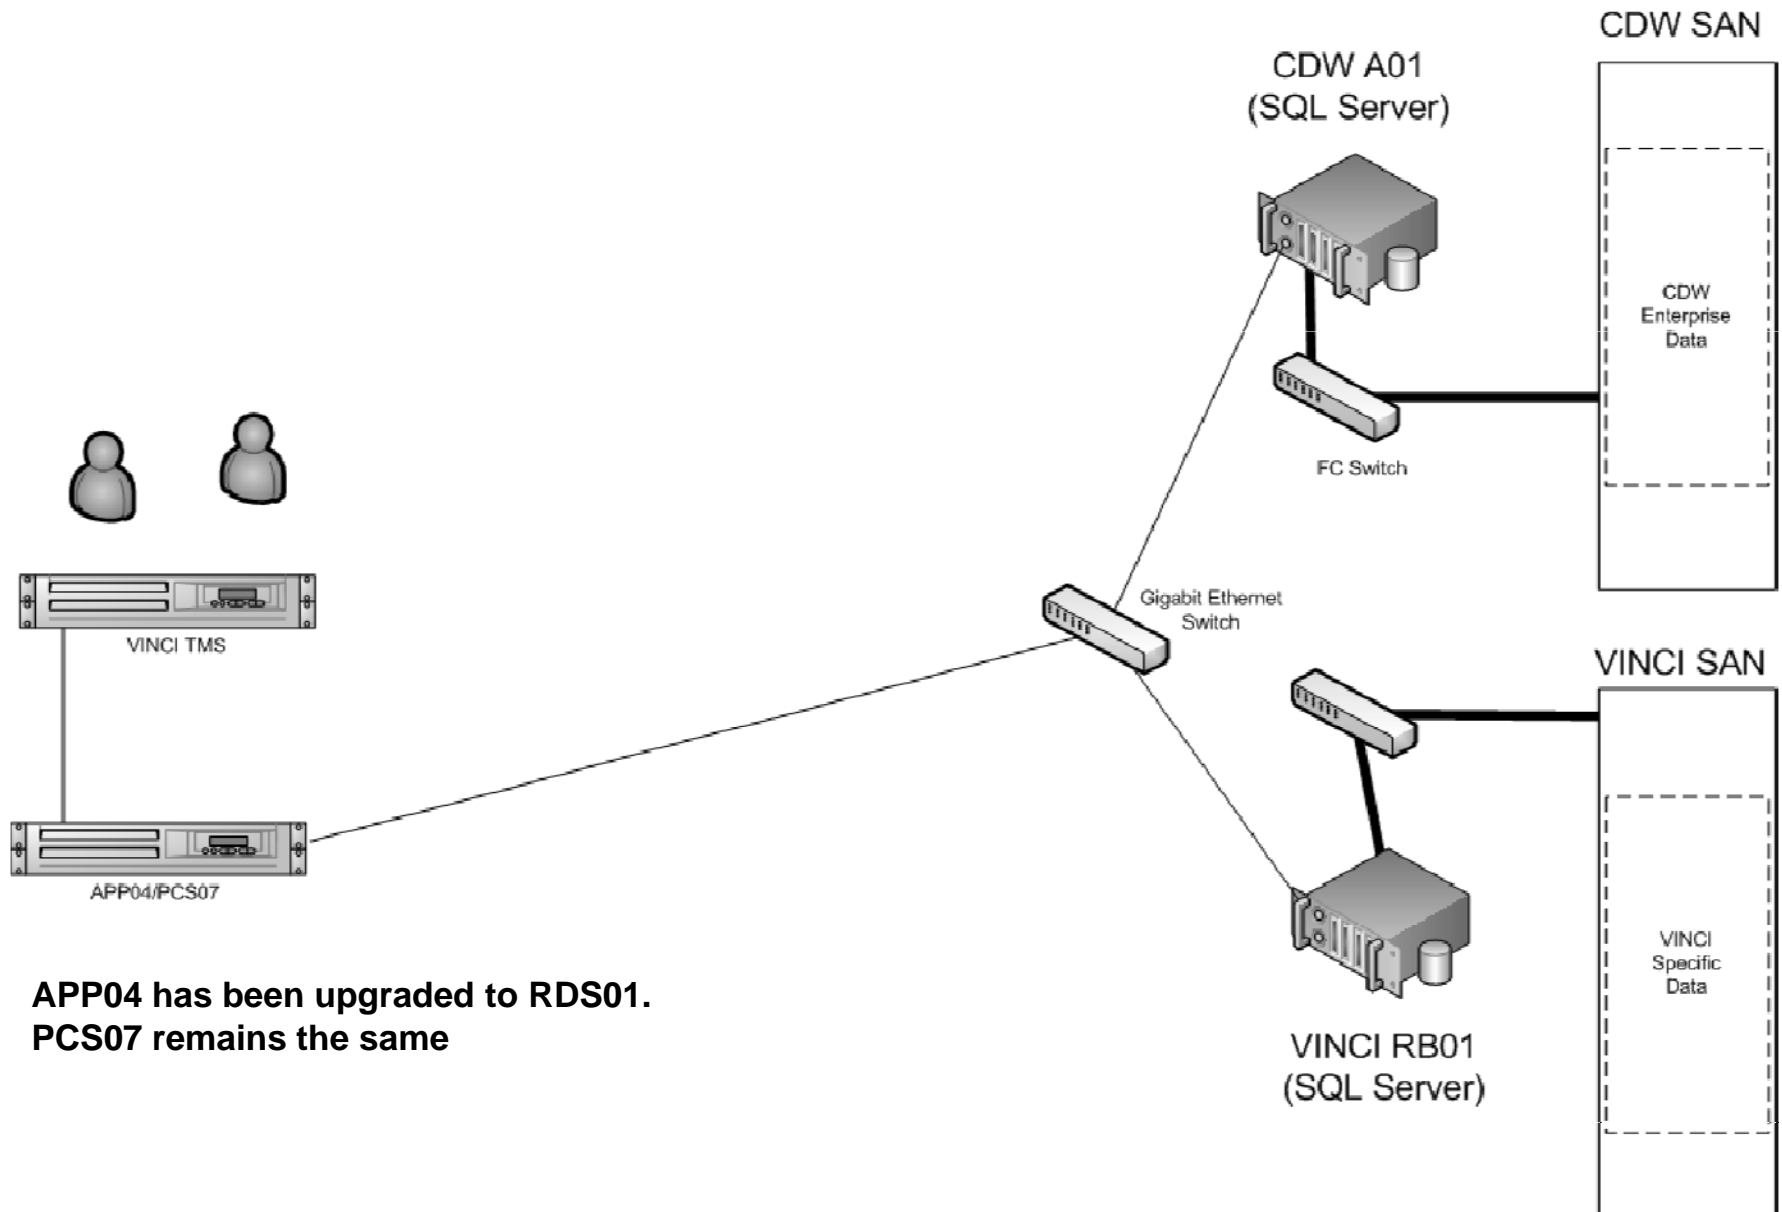 CDW SAN
CDW A01
(SQL Server)
CDW
Enterprise
Data
FC Switch
Gigabit Ethernet
Switch
VINCI TMS
VINCI SAN
APP04/PCS07
VINCI
Specific
Data
APP04 has been upgraded to RDS01.
PCS07 remains the same
VINCI RB01
(SQL Server)